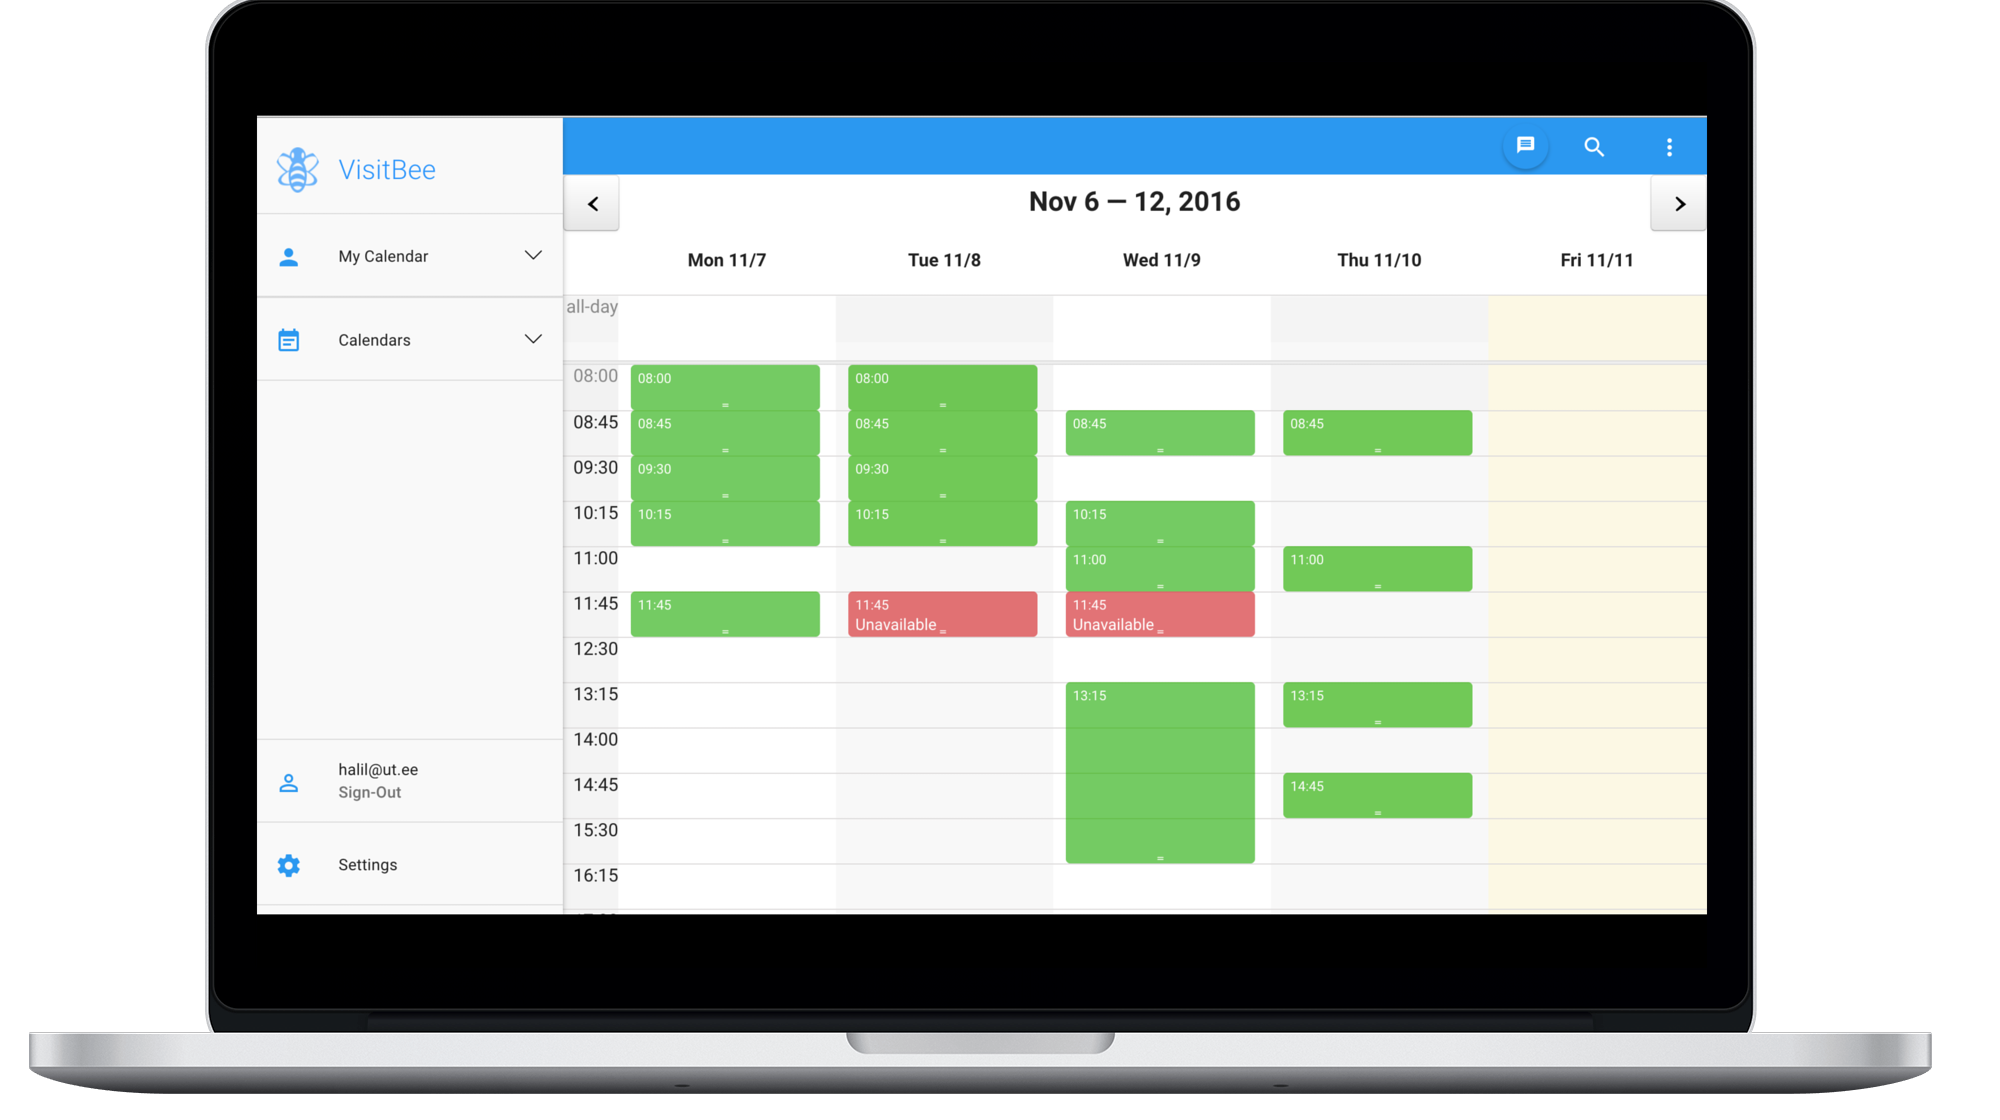 VisitBee
My Calendar
Calendars
halil@ut.ee
Sign-Out
Settings
Nov 6 — 12, 2016
Mon 11/7 Tue 11/8 Wed 11/9 Thu 11/10 Fri 11/11
all-day
08:00 08:00 08:00
08:45 08:45 08:45 08:45 08:45
09:30 09:30 09:30
10:15 10:15 10:15 10:15
11:00 11:00 11:00
11:45 11:45 11:45 11:45
Unavailable Unavailable
12:30
13:15 13:15 13:15
14:00
14:45 14:45
15:30
16:15